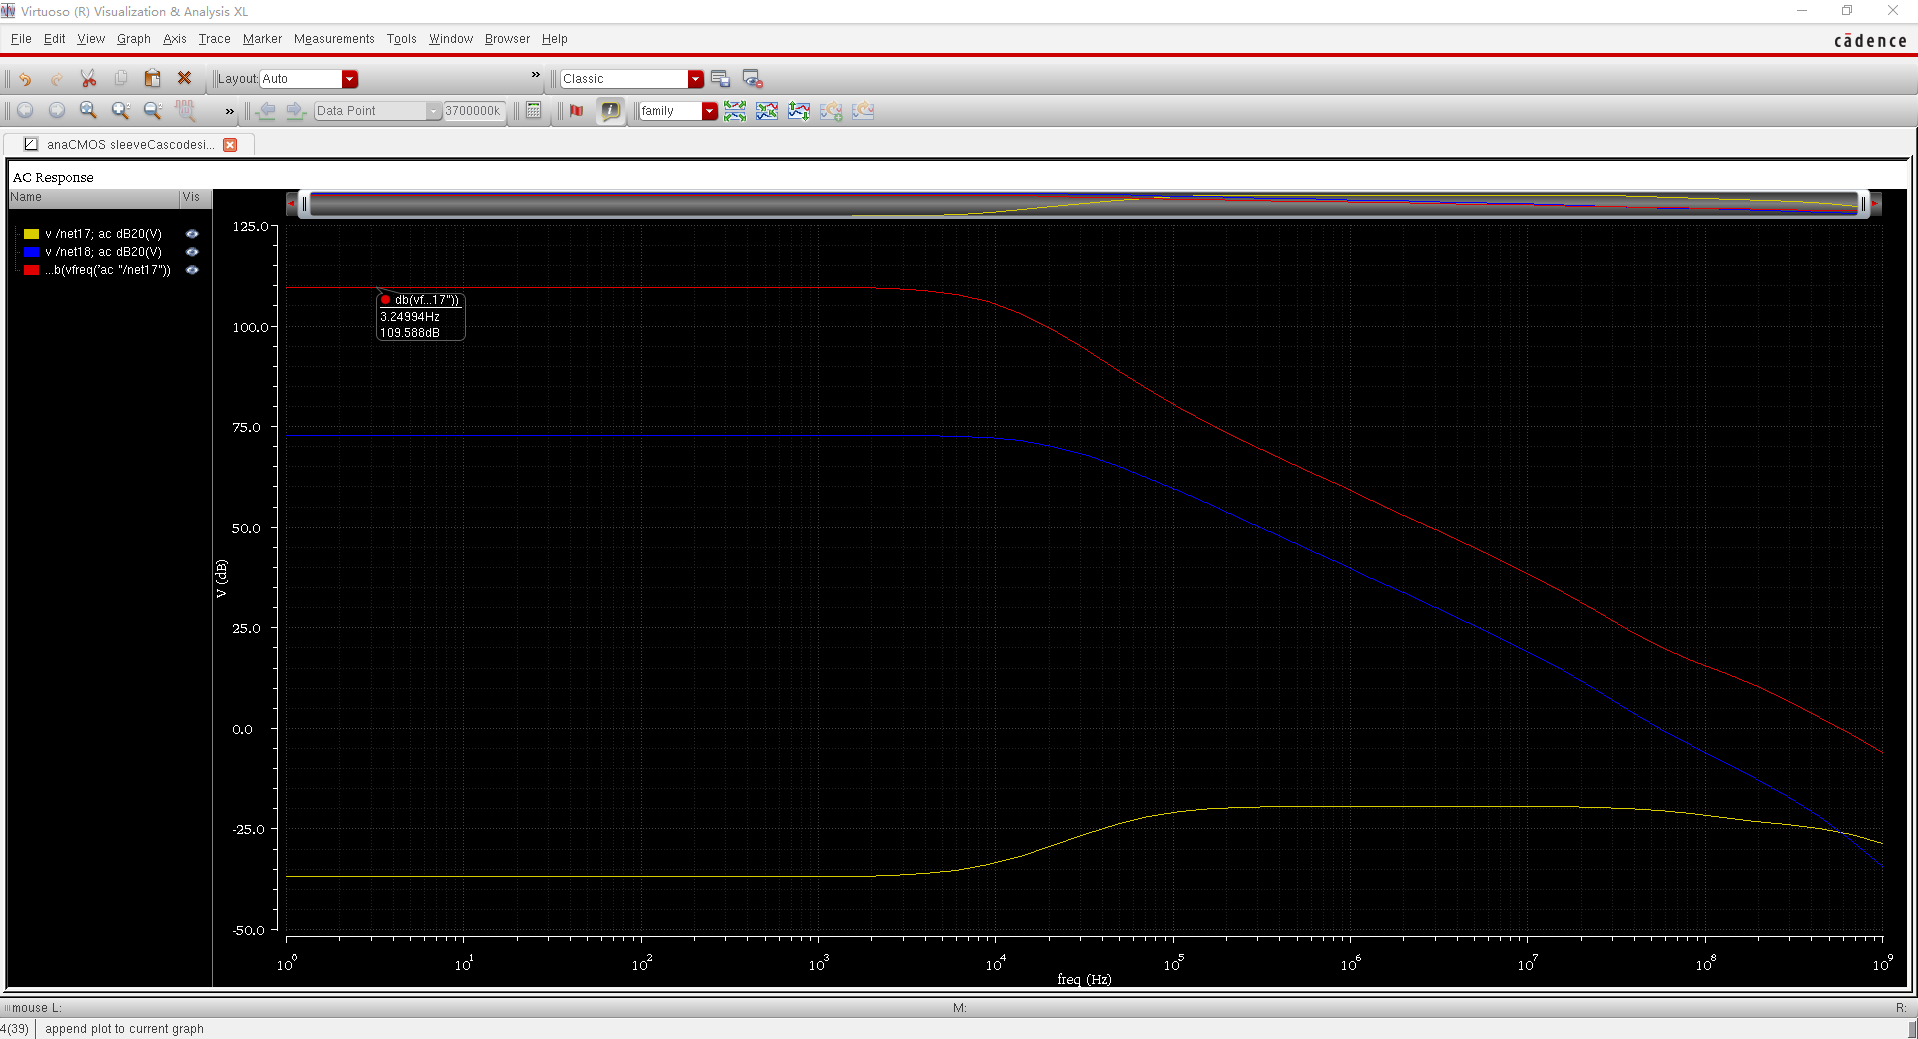 Virtuoso (R) Visualization & Analysis XL
File Edit View Graph Axis Trace Marker Measurements Tools Window Browser Help
cādence
Layout: Auto
»
Classic
»
Data Point
3700000k
family
anaCMOS sleeveCascodesi...
AC Response
Name Vis
v /net17; ac dB20(V)
v /net18; ac dB20(V)
...b(vfreq('ac "/net17"))
125.0
100.0
75.0
50.0
25.0
0.0
-25.0
-50.0
V (dB)
db(vf...17"))
3.24994Hz
109.588dB
10^0 10^1 10^2 10^3 10^4 10^5 10^6 10^7 10^8 10^9
freq (Hz)
mouse L: M: R:
4(39) append plot to current graph